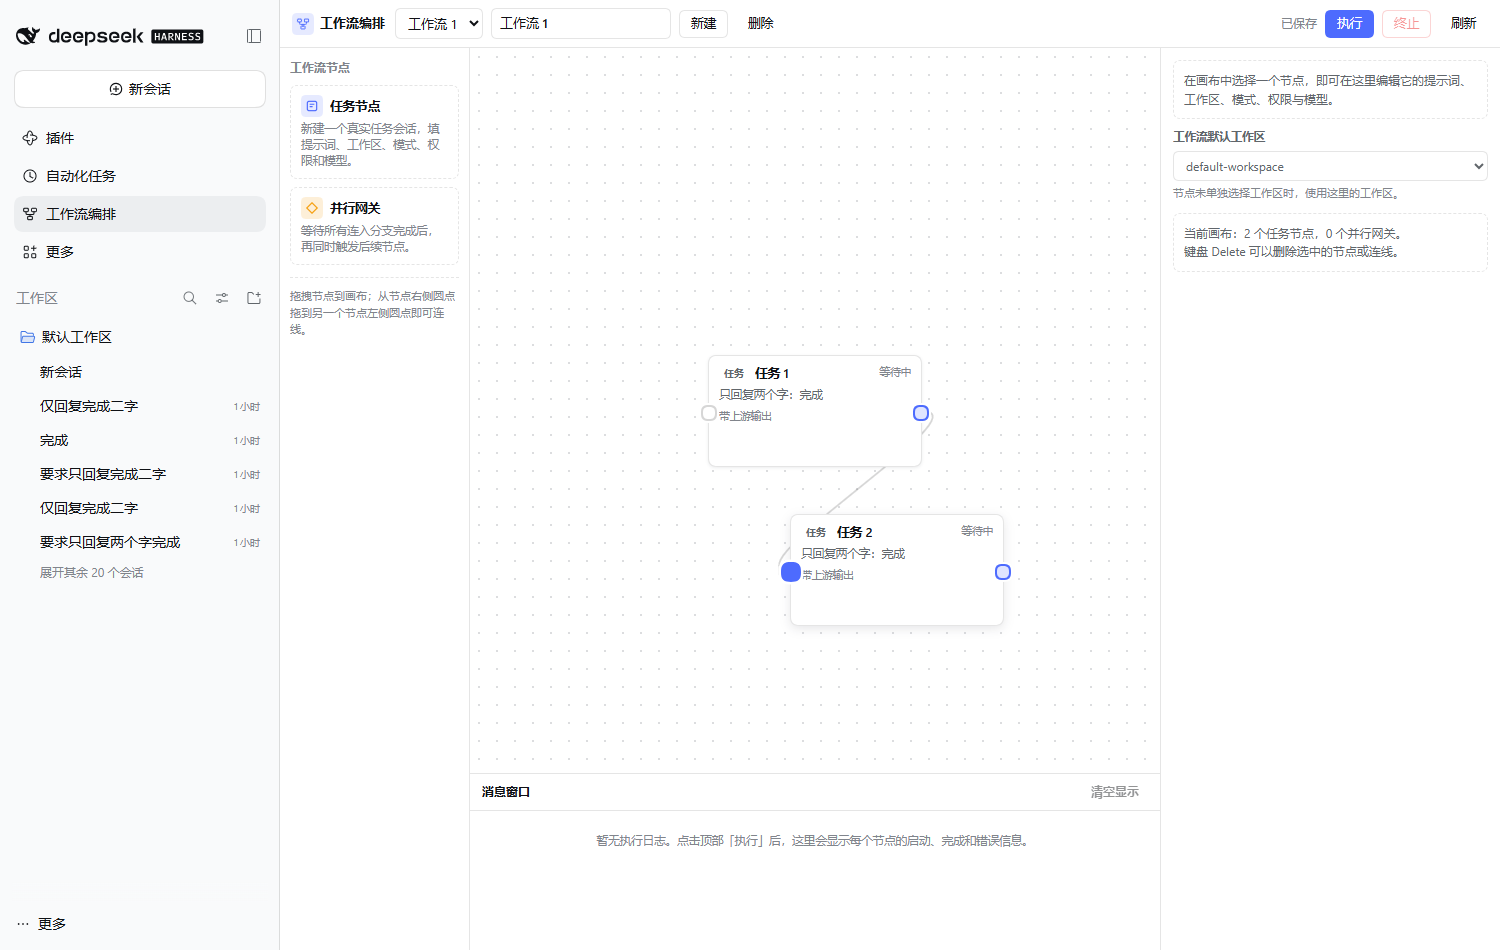 deepseek HARNESS
新会话
插件
自动化任务
工作流编排
更多
工作区
默认工作区
新会话
仅回复完成二字 1 小时
完成 1 小时
要求只回复完成二字 1 小时
仅回复完成二字 1 小时
要求只回复两个字完成 1 小时
展开其余 20 个会话
更多
工作流编排
工作流 1
工作流 1
新建
删除
已保存
执行
终止
刷新
工作流节点
任务节点
新建一个真实任务会话，填
提示词、工作区、模式、权
限和模型。
并行网关
等待所有连入分支完成后，
再同时触发后续节点。
拖拽节点到画布；从节点右侧圆点
拖到另一个节点左侧圆点即可连
线。
任务 任务 1 等待中
只回复两个字：完成
带上游输出
任务 任务 2 等待中
只回复两个字：完成
带上游输出
消息窗口
清空显示
暂无执行日志。点击顶部「执行」后，这里会显示每个节点的启动、完成和错误信息。
在画布中选择一个节点，即可在这里编辑它的提示词、
工作区、模式、权限与模型。
工作流默认工作区
default-workspace
节点未单独选择工作区时，使用这里的工作区。
当前画布：2 个任务节点，0 个并行网关。
键盘 Delete 可以删除选中的节点或连线。